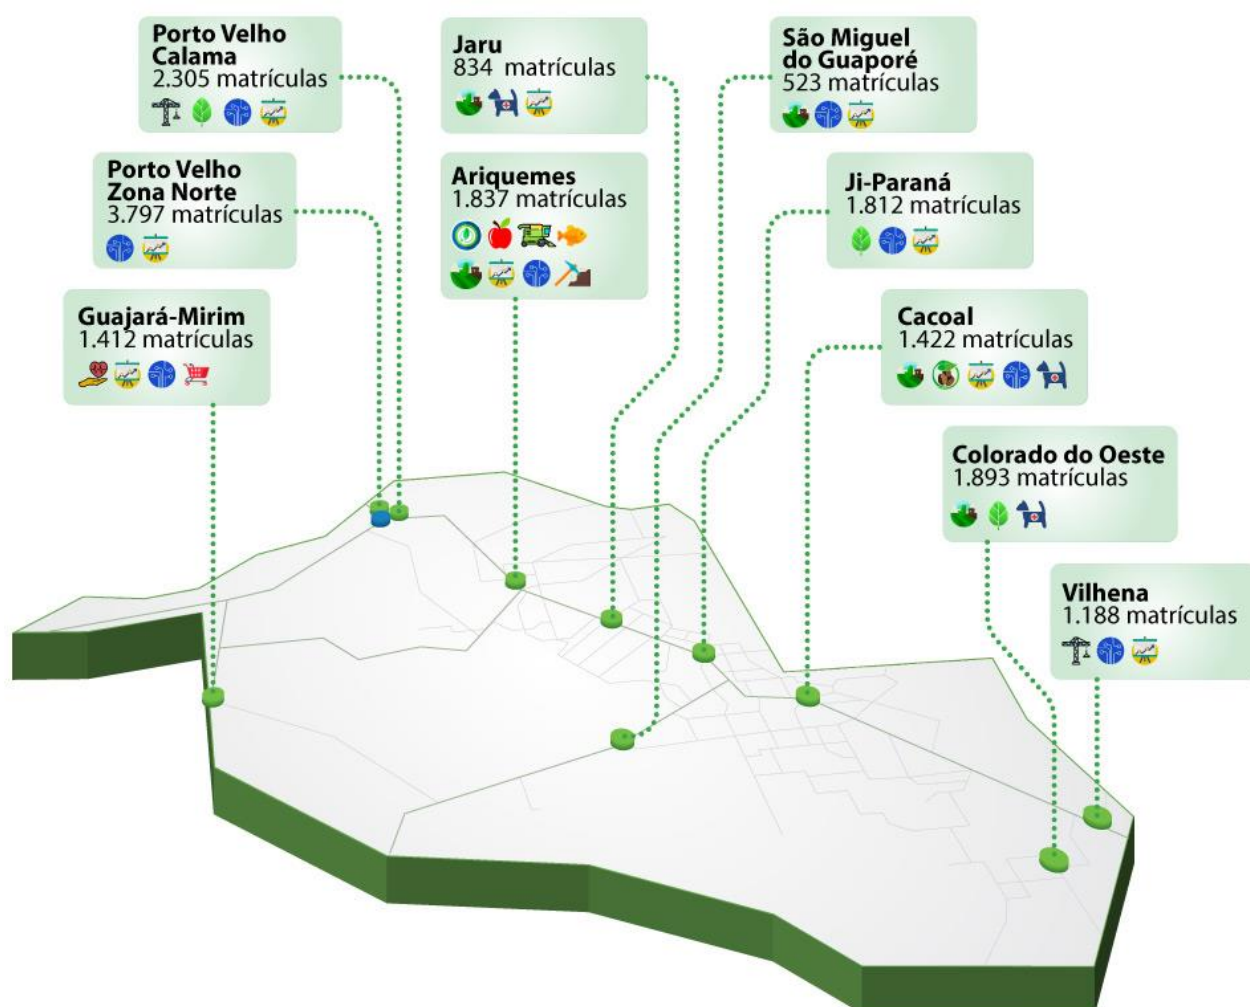 Porto Velho
Calama
2.305 matrículas
Jaru
834 matrículas
São Miguel
do Guaporé
523 matrículas
Porto Velho
Zona Norte
3.797 matrículas
Ariquemes
1.837 matrículas
Ji-Paraná
1.812 matrículas
Guajará-Mirim
1.412 matrículas
Cacoal
1.422 matrículas
Colorado do Oeste
1.893 matrículas
Vilhena
1.188 matrículas